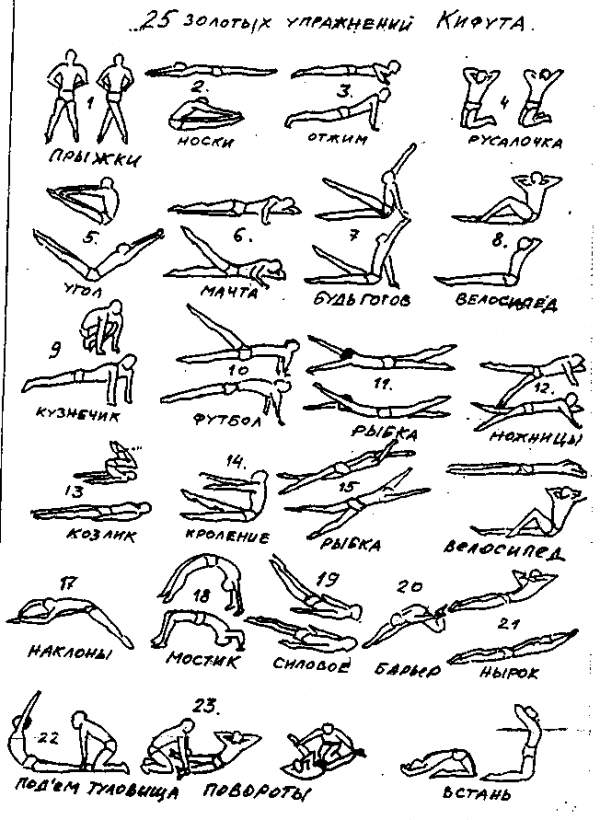 25 золотых упражнений Кифута.
1 2. 3. 4
ПРЫЖКИ НОСКИ ОТЖИМ РУСАЛОЧКА
5. 6. 7 8.
УГОЛ МАЧТА БУДЬ ГОТОВ ВЕЛОСИПЕД
9 10 11. 12.
КУЗНЕЧИК ФУТБОЛ РЫБКА НОЖНИЦЫ
13 14. 15
КОЗЛИК КРОЛЕНИЕ РЫБКА ВЕЛОСИПЕД
17 18 19 20 21
НАКЛОНЫ МОСТИК СИЛОВОЕ БАРЬЕР НЫРОК
22 23.
ПОД'ЕМ ТУЛОВИЩА ПОВОРОТЫ ВСТАНЬ